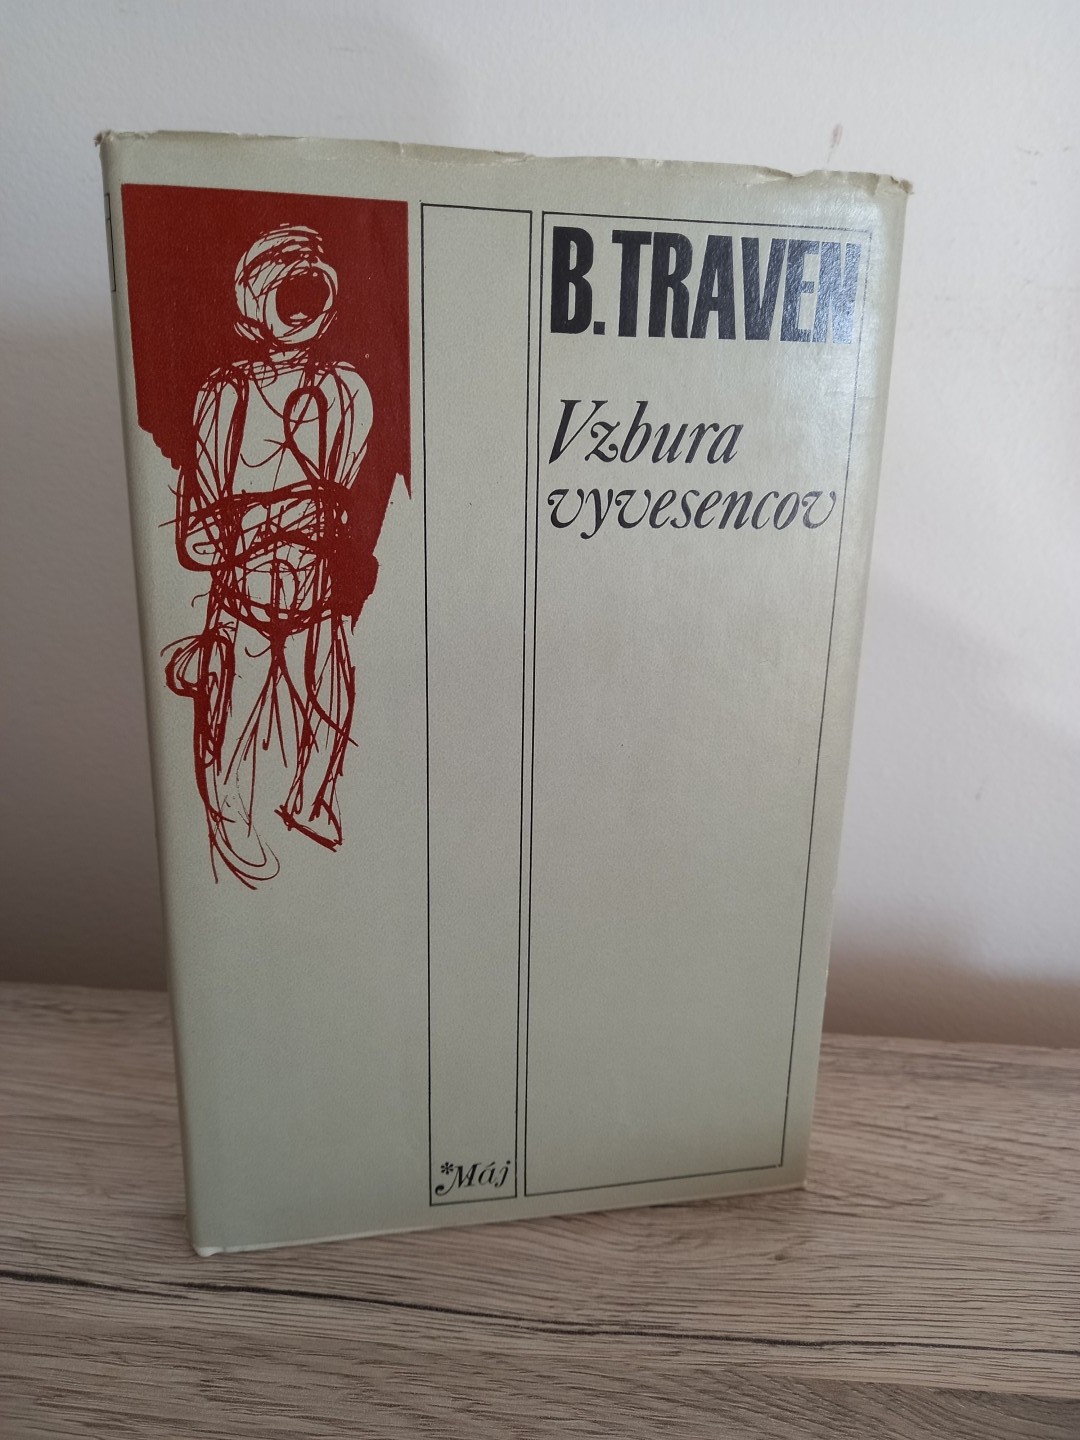 B. TRAVEN
Vzbura
vyvesencov
*Máj